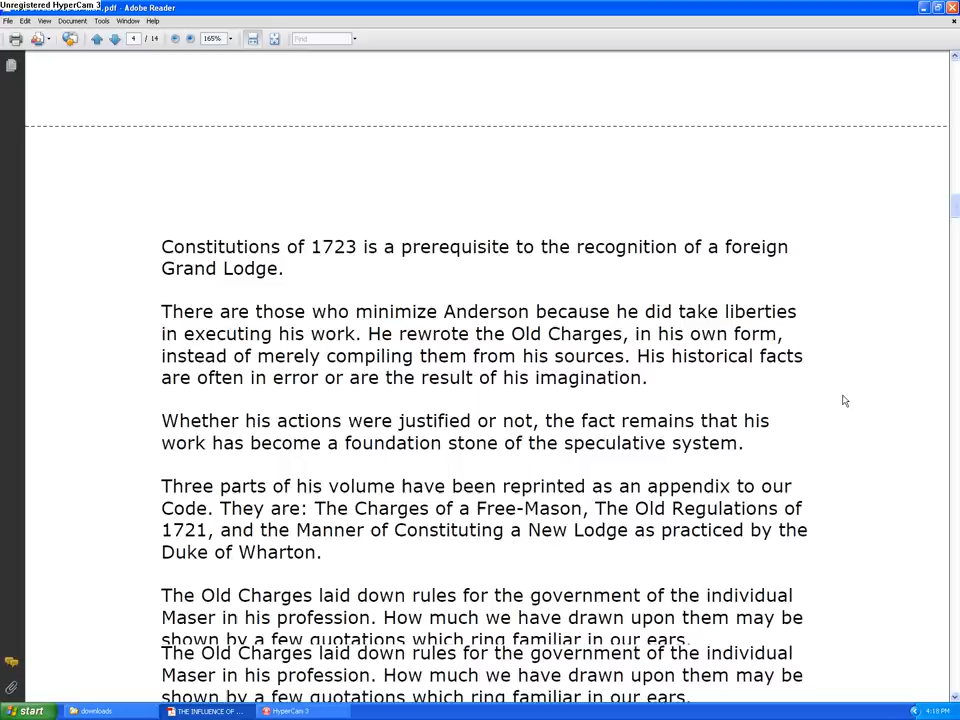 Unregistered HyperCam 3
.pdf - Adobe Reader
File Edit View Document Tools Window Help
4 / 14 165% Find
Constitutions of 1723 is a prerequisite to the recognition of a foreign
Grand Lodge.
There are those who minimize Anderson because he did take liberties
in executing his work. He rewrote the Old Charges, in his own form,
instead of merely compiling them from his sources. His historical facts
are often in error or are the result of his imagination.
Whether his actions were justified or not, the fact remains that his
work has become a foundation stone of the speculative system.
Three parts of his volume have been reprinted as an appendix to our
Code. They are: The Charges of a Free-Mason, The Old Regulations of
1721, and the Manner of Constituting a New Lodge as practiced by the
Duke of Wharton.
The Old Charges laid down rules for the government of the individual
Maser in his profession. How much we have drawn upon them may be
shown by a few quotations which ring familiar in our ears.
The Old Charges laid down rules for the government of the individual
Maser in his profession. How much we have drawn upon them may be
shown by a few quotations which ring familiar in our ears.
start downloads THE INFLUENCE OF ... HyperCam 3 4:18 PM